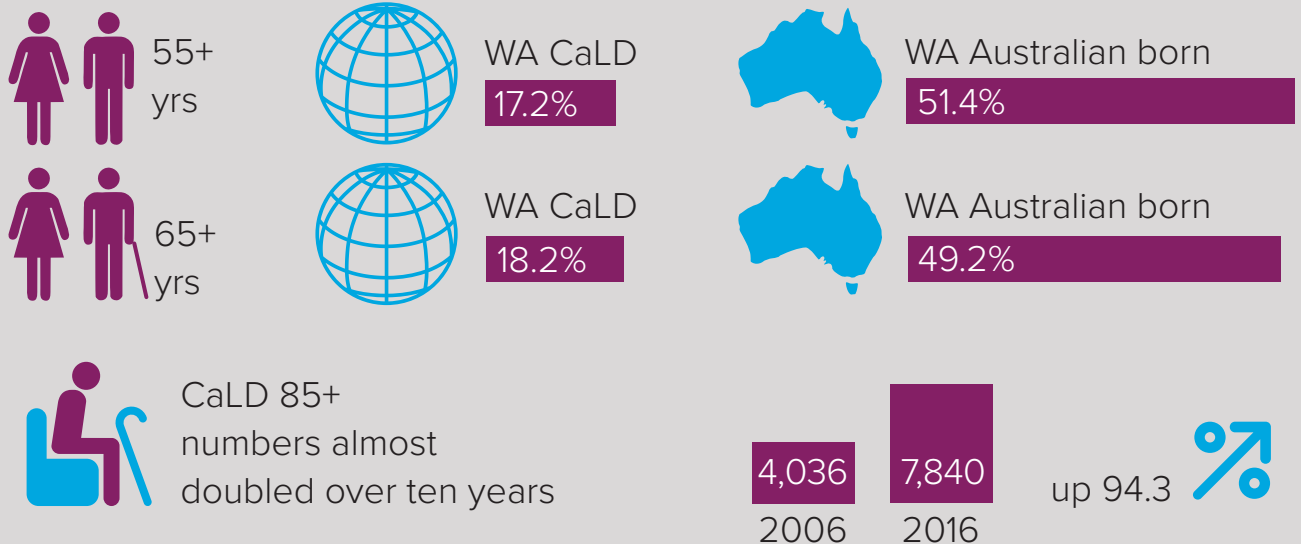 55+
yrs
WA CaLD
17.2%
WA Australian born
51.4%
65+
yrs
WA CaLD
18.2%
WA Australian born
49.2%
CaLD 85+
numbers almost
doubled over ten years
4,036
2006
7,840
2016
up 94.3 %